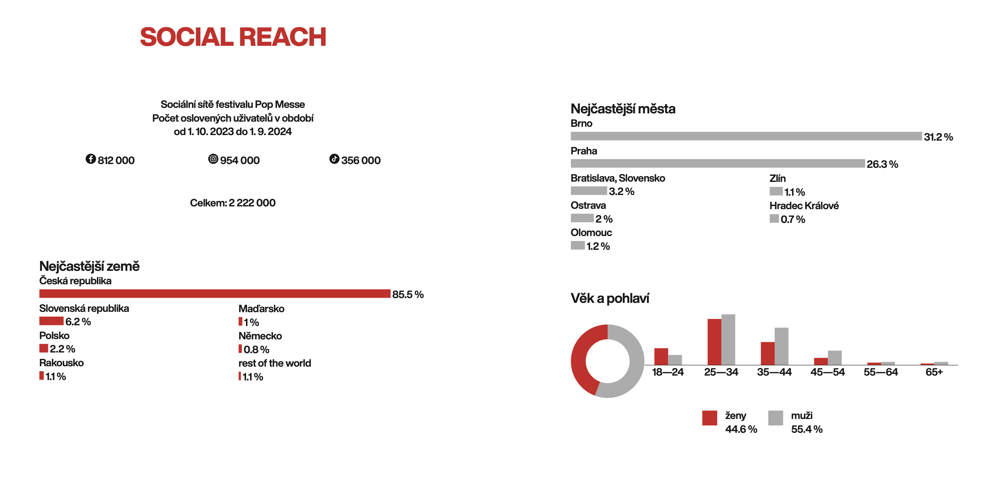 SOCIAL REACH
Sociální sítě festivalu Pop Messe
Počet oslovených uživatelů v období
od 1. 10. 2023 do 1. 9. 2024
812 000
954 000
356 000
Celkem: 2 222 000
Nejčastější země
Česká republika
85.5 %
Slovenská republika
6.2 %
Polsko
2.2 %
Rakousko
1.1 %
Maďarsko
1 %
Německo
0.8 %
rest of the world
1.1 %
Nejčastější města
Brno
31.2 %
Praha
26.3 %
Bratislava, Slovensko
3.2 %
Ostrava
2 %
Olomouc
1.2 %
Zlín
1.1 %
Hradec Králové
0.7 %
Věk a pohlaví
18—24 25—34 35—44 45—54 55—64 65+
ženy
44.6 %
muži
55.4 %